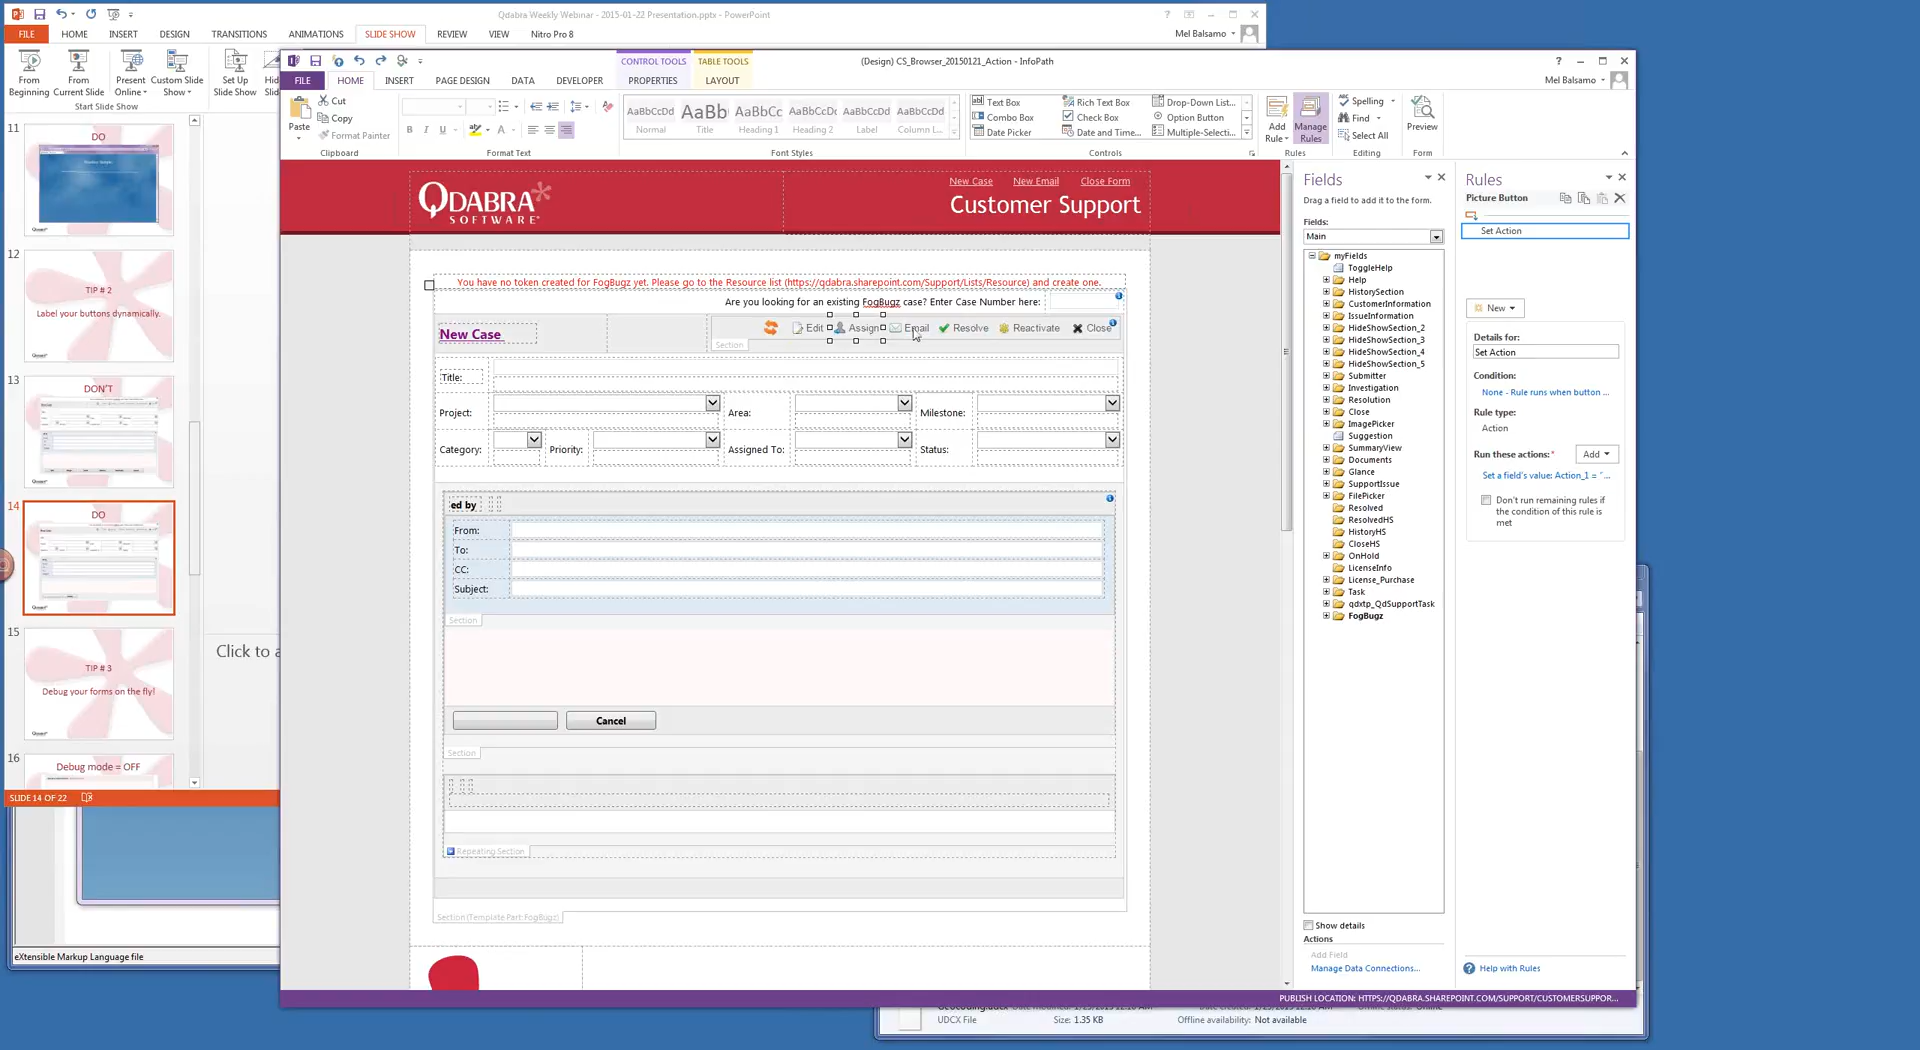 Qdabra Weekly Webinar - 2015-01-22 Presentation.pptx - PowerPoint
FILE HOME INSERT DESIGN TRANSITIONS ANIMATIONS SLIDE SHOW REVIEW VIEW Nitro Pro 8
Mel Balsamo
From Beginning
From Current Slide
Present Online
Custom Slide Show
Set Up Slide Show
Start Slide Show
11
DO
12
TIP # 2
Label your buttons dynamically.
13
DON'T
14
DO
15
TIP # 3
Debug your forms on the fly!
16
Debug mode = OFF
SLIDE 14 OF 22
eXtensible Markup Language file
CONTROL TOOLS
TABLE TOOLS
(Design) CS_Browser_20150121_Action - InfoPath
FILE HOME INSERT PAGE DESIGN DATA DEVELOPER PROPERTIES LAYOUT
Mel Balsamo
Paste
Cut
Copy
Format Painter
Clipboard
B I U
Format Text
AaBbCcDd Normal
AaBb Title
AaBbCc Heading 1
AaBbCc Heading 2
AaBbCcDd Label
AaBbCcDd Column L...
Font Styles
Text Box
Combo Box
Date Picker
Rich Text Box
Check Box
Date and Time...
Drop-Down List...
Option Button
Multiple-Selecti...
Controls
Add Rule
Manage Rules
Rules
Spelling
Find
Select All
Editing
Preview
Form
QDABRA
SOFTWARE
New Case New Email Close Form
Customer Support
You have no token created for FogBugz yet. Please go to the Resource list (https://qdabra.sharepoint.com/Support/Lists/Resource) and create one.
Are you looking for an existing FogBugz case? Enter Case Number here:
New Case
Edit Assign Email Resolve Reactivate Close
Section
Title:
Project: Area: Milestone:
Category: Priority: Assigned To: Status:
ed by
From:
To:
CC:
Subject:
Section
Cancel
Section
Repeating Section
Section (Template Part: FogBugz)
Click to a
Fields
Drag a field to add it to the form.
Fields:
Main
myFields
ToggleHelp
Help
HistorySection
CustomerInformation
IssueInformation
HideShowSection_2
HideShowSection_3
HideShowSection_4
HideShowSection_5
Submitter
Investigation
Resolution
Close
ImagePicker
Suggestion
SummaryView
Documents
Glance
SupportIssue
FilePicker
Resolved
ResolvedHS
HistoryHS
CloseHS
OnHold
LicenseInfo
License_Purchase
Task
qdxtp_QdSupportTask
FogBugz
Show details
Actions
Add Field
Manage Data Connections...
Rules
Picture Button
Set Action
New
Details for:
Set Action
Condition:
None - Rule runs when button ...
Rule type:
Action
Run these actions:*
Add
Set a field's value: Action_1 = "...
Don't run remaining rules if
the condition of this rule is
met
Help with Rules
PUBLISH LOCATION: HTTPS://QDABRA.SHAREPOINT.COM/SUPPORT/CUSTOMERSUPPOR...
UDCX File
Size: 1.35 KB
Offline availability: Not available